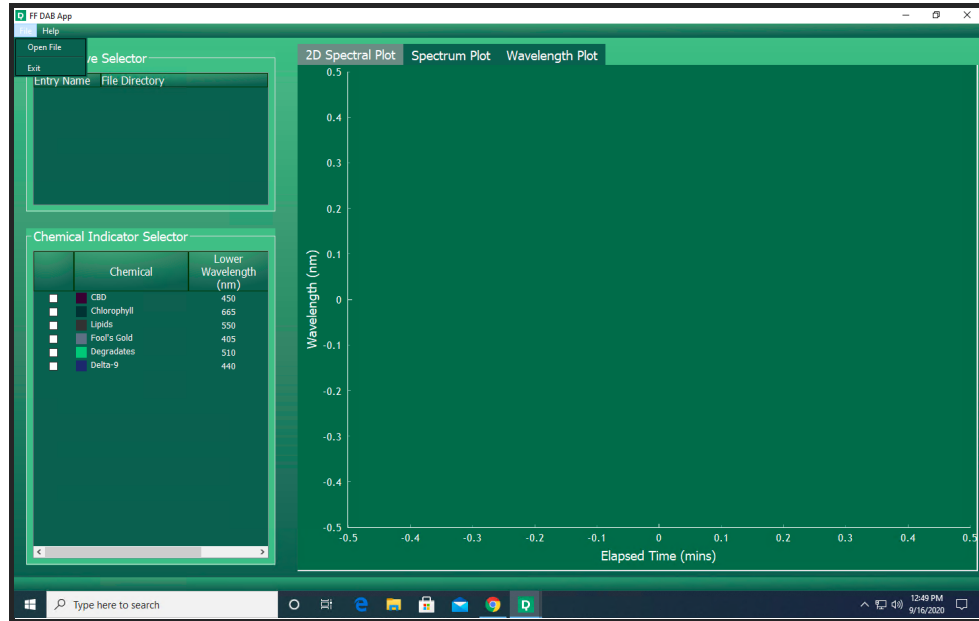 FF DAB App
File Help
Open File
Exit
ve Selector
Entry Name File Directory
Chemical Indicator Selector
Chemical
Lower
Wavelength
(nm)
CBD 450
Chlorophyll 665
Lipids 550
Fool's Gold 405
Degradates 510
Delta-9 440
2D Spectral Plot Spectrum Plot Wavelength Plot
Wavelength (nm)
0.5
0.4
0.3
0.2
0.1
0
-0.1
-0.2
-0.3
-0.4
-0.5
-0.5 -0.4 -0.3 -0.2 -0.1 0 0.1 0.2 0.3 0.4 0.5
Elapsed Time (mins)
Type here to search
12:49 PM
9/16/2020